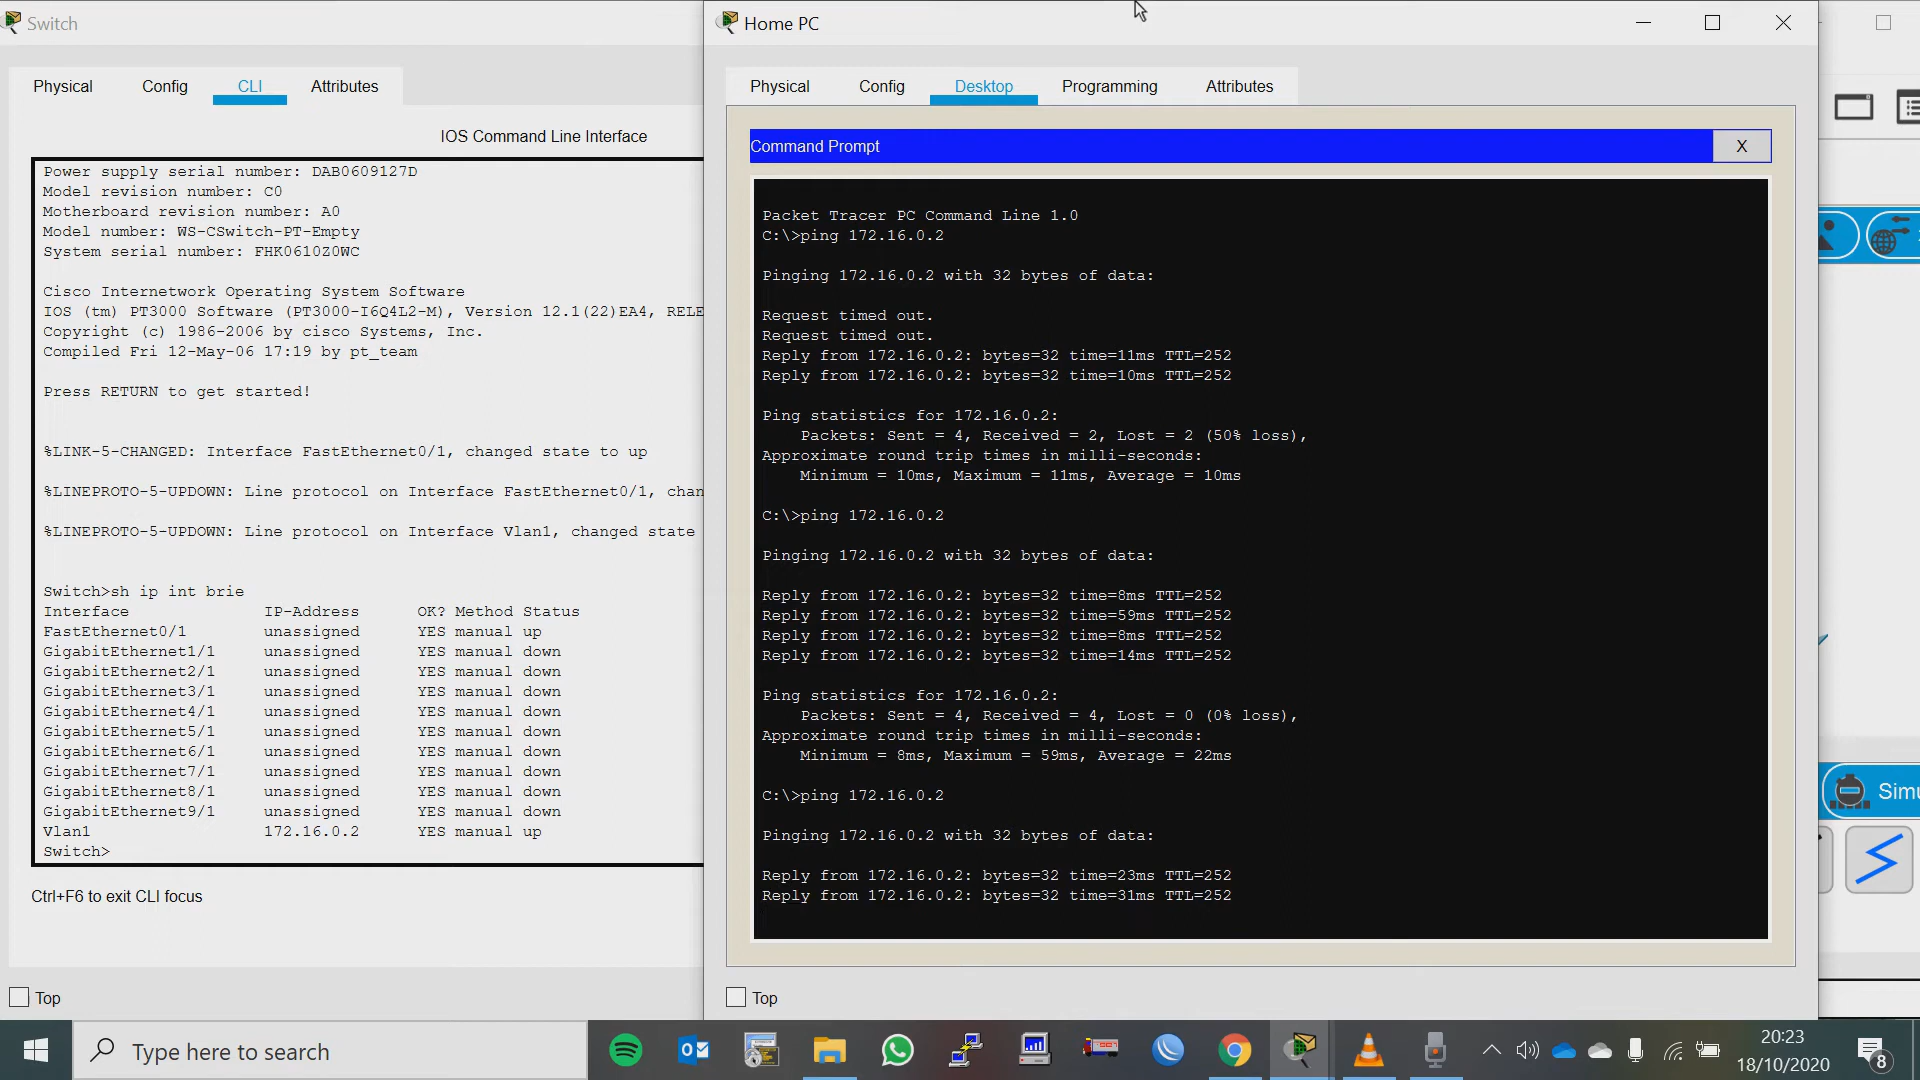 Switch
Physical
Config
CLI
Attributes
IOS Command Line Interface
Power supply serial number: DAB0609127D
Model revision number: C0
Motherboard revision number: A0
Model number: WS-CSwitch-PT-Empty
System serial number: FHK0610Z0WC
Cisco Internetwork Operating System Software
IOS (tm) PT3000 Software (PT3000-I6Q4L2-M), Version 12.1(22)EA4, RELE
Copyright (c) 1986-2006 by cisco Systems, Inc.
Compiled Fri 12-May-06 17:19 by pt_team
Press RETURN to get started!
%LINK-5-CHANGED: Interface FastEthernet0/1, changed state to up
%LINEPROTO-5-UPDOWN: Line protocol on Interface FastEthernet0/1, chan
%LINEPROTO-5-UPDOWN: Line protocol on Interface Vlan1, changed state
Switch>sh ip int brie
Interface IP-Address OK? Method Status
FastEthernet0/1 unassigned YES manual up
GigabitEthernet1/1 unassigned YES manual down
GigabitEthernet2/1 unassigned YES manual down
GigabitEthernet3/1 unassigned YES manual down
GigabitEthernet4/1 unassigned YES manual down
GigabitEthernet5/1 unassigned YES manual down
GigabitEthernet6/1 unassigned YES manual down
GigabitEthernet7/1 unassigned YES manual down
GigabitEthernet8/1 unassigned YES manual down
GigabitEthernet9/1 unassigned YES manual down
Vlan1 172.16.0.2 YES manual up
Switch>
Ctrl+F6 to exit CLI focus
Top
Home PC
Physical
Config
Desktop
Programming
Attributes
Command Prompt
X
Packet Tracer PC Command Line 1.0
C:\>ping 172.16.0.2
Pinging 172.16.0.2 with 32 bytes of data:
Request timed out.
Request timed out.
Reply from 172.16.0.2: bytes=32 time=11ms TTL=252
Reply from 172.16.0.2: bytes=32 time=10ms TTL=252
Ping statistics for 172.16.0.2:
Packets: Sent = 4, Received = 2, Lost = 2 (50% loss),
Approximate round trip times in milli-seconds:
Minimum = 10ms, Maximum = 11ms, Average = 10ms
C:\>ping 172.16.0.2
Pinging 172.16.0.2 with 32 bytes of data:
Reply from 172.16.0.2: bytes=32 time=8ms TTL=252
Reply from 172.16.0.2: bytes=32 time=59ms TTL=252
Reply from 172.16.0.2: bytes=32 time=8ms TTL=252
Reply from 172.16.0.2: bytes=32 time=14ms TTL=252
Ping statistics for 172.16.0.2:
Packets: Sent = 4, Received = 4, Lost = 0 (0% loss),
Approximate round trip times in milli-seconds:
Minimum = 8ms, Maximum = 59ms, Average = 22ms
C:\>ping 172.16.0.2
Pinging 172.16.0.2 with 32 bytes of data:
Reply from 172.16.0.2: bytes=32 time=23ms TTL=252
Reply from 172.16.0.2: bytes=32 time=31ms TTL=252
Top
Simu
Type here to search
20:23
18/10/2020
8